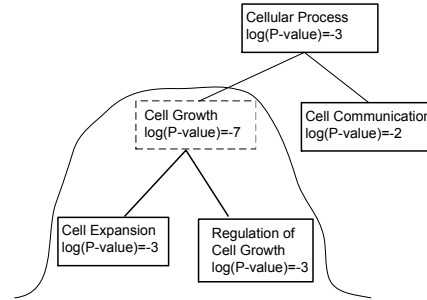 Cellular Process
log(P-value)=-3
Cell Growth
log(P-value)=-7
Cell Communication
log(P-value)=-2
Cell Expansion
log(P-value)=-3
Regulation of
Cell Growth
log(P-value)=-3